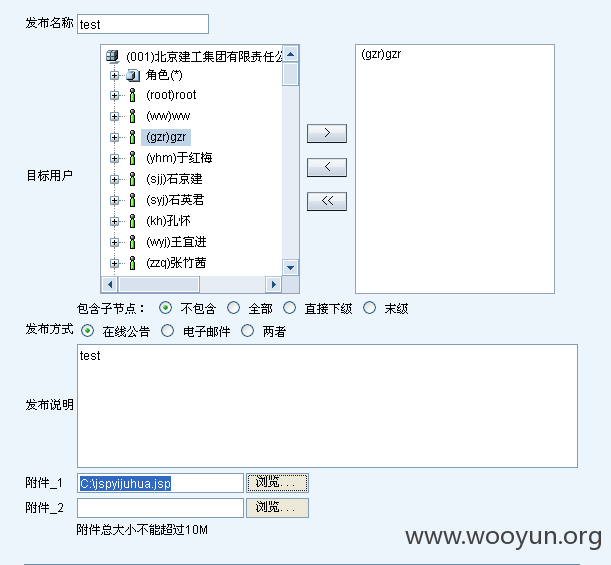 发布名称 test
目标用户
(001)北京建工集团有限责任公
角色(*)
(root)root
(ww)ww
(gzr)gzr
(yhm)于红梅
(sjj)石京建
(syj)石英君
(kh)孔怀
(wyj)王宜进
(zzq)张竹茜
>
<
<<
(gzr)gzr
包含子节点： 不包含 全部 直接下级 末级
发布方式 在线公告 电子邮件 两者
发布说明 test
附件_1 C:\jspyijuhua.jsp 浏览...
附件_2 浏览...
附件总大小不能超过10M
www.wooyun.org